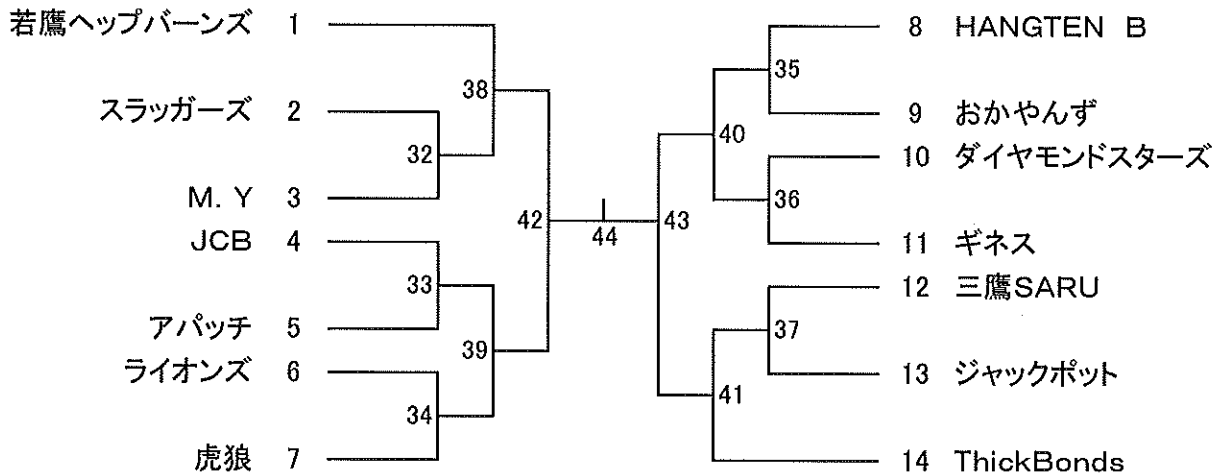 若鷹ヘップバーンズ 1
スラッガーズ 2
M. Y 3
JCB 4
アパッチ 5
ライオンズ 6
虎狼 7
32
33
34
38
39
42
44
43
40
41
35
36
37
8 HANGTEN B
9 おかやんず
10 ダイヤモンドスターズ
11 ギネス
12 三鷹SARU
13 ジャックポット
14 ThickBonds